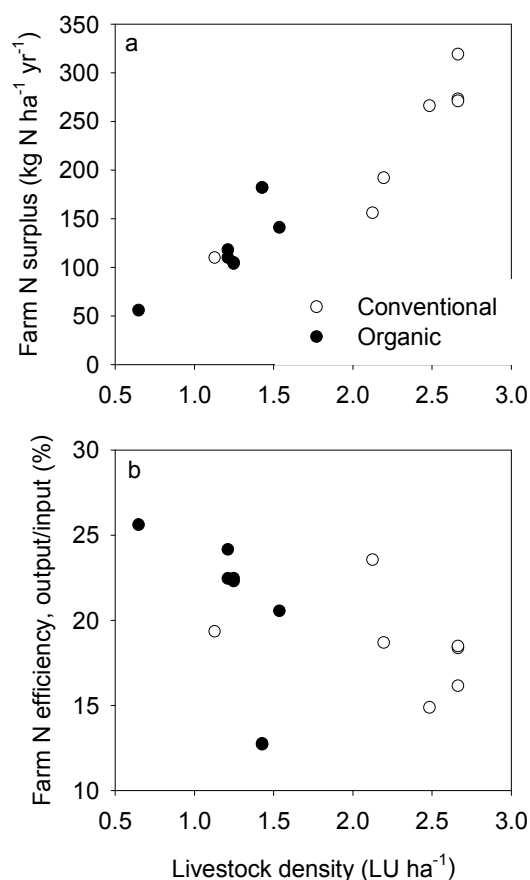 a
350
300
250
200
150
100
50
0
Farm N surplus (kg N ha⁻¹ yr⁻¹)
Conventional
Organic
0.5 1.0 1.5 2.0 2.5 3.0
b
30
25
20
15
10
Farm N efficiency, output/input (%)
0.5 1.0 1.5 2.0 2.5 3.0
Livestock density (LU ha⁻¹)